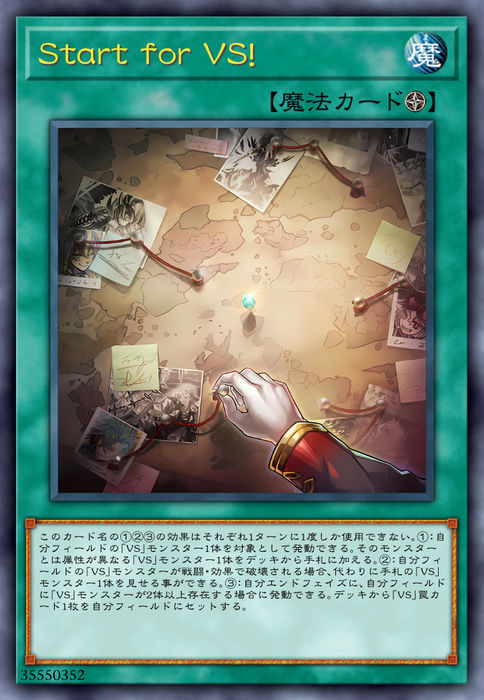 Start for VS!
魔
【魔法カード】
このカード名の①②③の効果はそれぞれ1ターンに1度しか使用できない。①:自
分フィールドの「VS」モンスター1体を対象として発動できる。そのモンスター
とは属性が異なる「VS」モンスター1体をデッキから手札に加える。②:自分フィ
ールドの「VS」モンスターが戦闘・効果で破壊される場合、代わりに手札の「VS」
モンスター1体を見せる事ができる。③:自分エンドフェイズに、自分フィールド
に「VS」モンスターが2体以上存在する場合に発動できる。デッキから「VS」罠カ
ード1枚を自分フィールドにセットする。
35550352